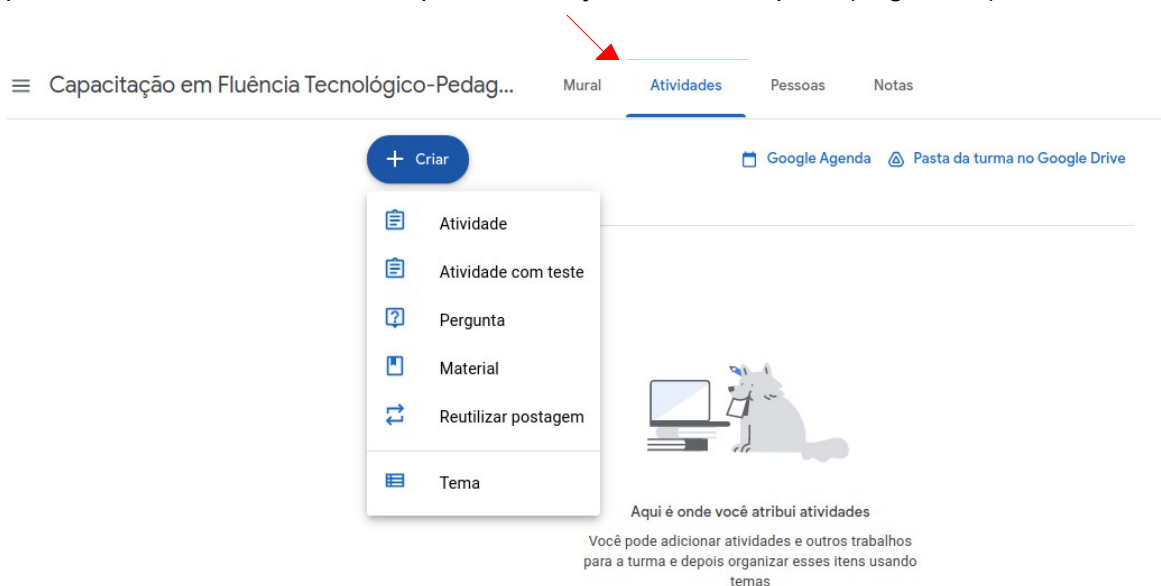 Capacitação em Fluência Tecnológico-Pedag...
Mural
Atividades
Pessoas
Notas
Criar
Google Agenda
Pasta da turma no Google Drive
Atividade
Atividade com teste
Pergunta
Material
Reutilizar postagem
Tema
Aqui é onde você atribui atividades
Você pode adicionar atividades e outros trabalhos
para a turma e depois organizar esses itens usando
temas